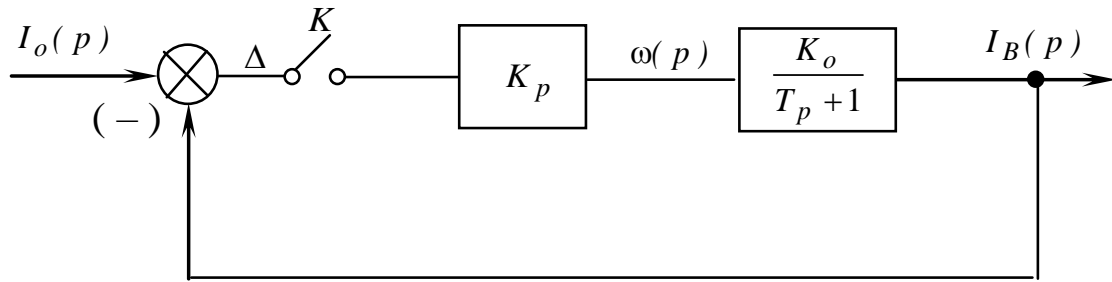 I_o( p )
(−)
Δ
K
K_p
ω( p )
K_o
T_p + 1
I_B( p )